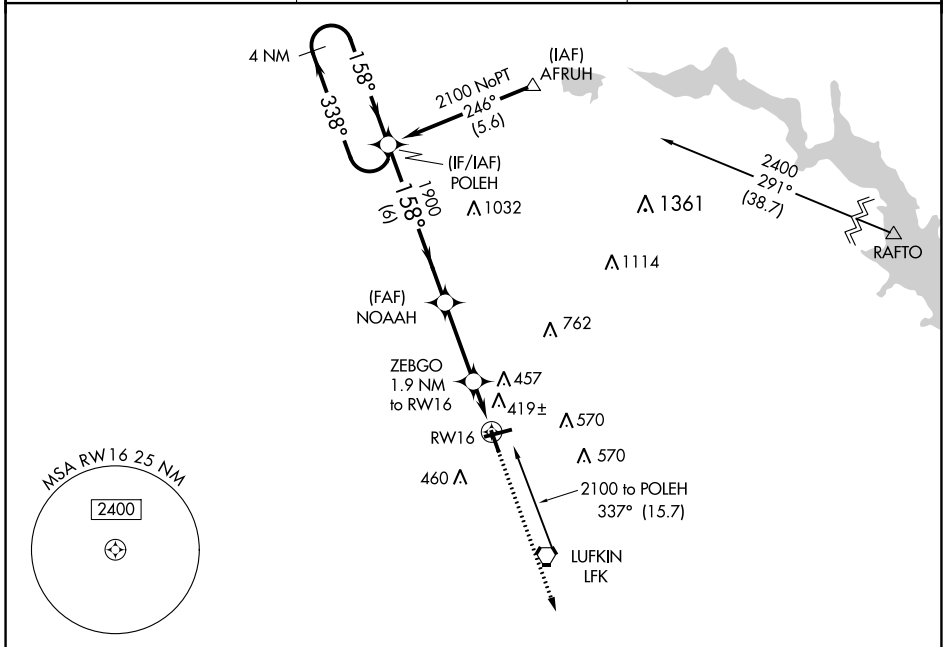 4 NM
158°
338°
(IAF)
AFRUH
2100 NoPT
246°
(5.6)
(IF/IAF)
POLEH
1900
158°
(6)
1032
1361
2400
291°
(38.7)
RAFTO
1114
(FAF)
NOAAH
762
ZEBGO
1.9 NM
to RW16
457
419±
570
RW16
570
460
2100 to POLEH
337° (15.7)
LUFKIN
LFK
MSA RW16 25 NM
2400